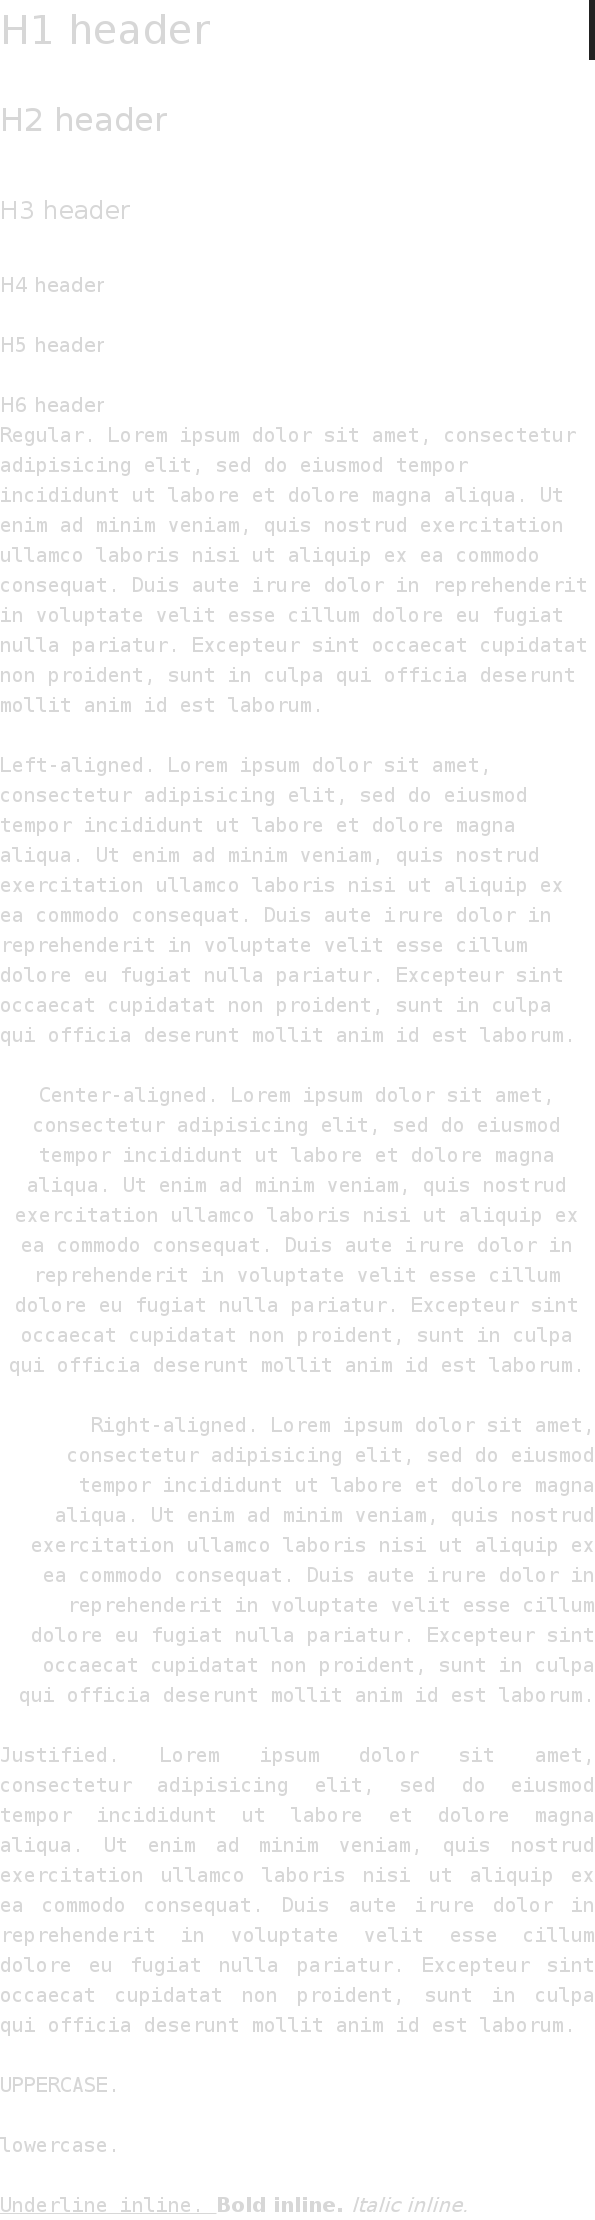 H1 header
H2 header
H3 header
H4 header
H5 header
H6 header
Regular. Lorem ipsum dolor sit amet, consectetur
adipisicing elit, sed do eiusmod tempor
incididunt ut labore et dolore magna aliqua. Ut
enim ad minim veniam, quis nostrud exercitation
ullamco laboris nisi ut aliquip ex ea commodo
consequat. Duis aute irure dolor in reprehenderit
in voluptate velit esse cillum dolore eu fugiat
nulla pariatur. Excepteur sint occaecat cupidatat
non proident, sunt in culpa qui officia deserunt
mollit anim id est laborum.
Left-aligned. Lorem ipsum dolor sit amet,
consectetur adipisicing elit, sed do eiusmod
tempor incididunt ut labore et dolore magna
aliqua. Ut enim ad minim veniam, quis nostrud
exercitation ullamco laboris nisi ut aliquip ex
ea commodo consequat. Duis aute irure dolor in
reprehenderit in voluptate velit esse cillum
dolore eu fugiat nulla pariatur. Excepteur sint
occaecat cupidatat non proident, sunt in culpa
qui officia deserunt mollit anim id est laborum.
Center-aligned. Lorem ipsum dolor sit amet,
consectetur adipisicing elit, sed do eiusmod
tempor incididunt ut labore et dolore magna
aliqua. Ut enim ad minim veniam, quis nostrud
exercitation ullamco laboris nisi ut aliquip ex
ea commodo consequat. Duis aute irure dolor in
reprehenderit in voluptate velit esse cillum
dolore eu fugiat nulla pariatur. Excepteur sint
occaecat cupidatat non proident, sunt in culpa
qui officia deserunt mollit anim id est laborum.
Right-aligned. Lorem ipsum dolor sit amet,
consectetur adipisicing elit, sed do eiusmod
tempor incididunt ut labore et dolore magna
aliqua. Ut enim ad minim veniam, quis nostrud
exercitation ullamco laboris nisi ut aliquip ex
ea commodo consequat. Duis aute irure dolor in
reprehenderit in voluptate velit esse cillum
dolore eu fugiat nulla pariatur. Excepteur sint
occaecat cupidatat non proident, sunt in culpa
qui officia deserunt mollit anim id est laborum.
Justified. Lorem ipsum dolor sit amet,
consectetur adipisicing elit, sed do eiusmod
tempor incididunt ut labore et dolore magna
aliqua. Ut enim ad minim veniam, quis nostrud
exercitation ullamco laboris nisi ut aliquip ex
ea commodo consequat. Duis aute irure dolor in
reprehenderit in voluptate velit esse cillum
dolore eu fugiat nulla pariatur. Excepteur sint
occaecat cupidatat non proident, sunt in culpa
qui officia deserunt mollit anim id est laborum.
UPPERCASE.
lowercase.
Underline inline. Bold inline. Italic inline.